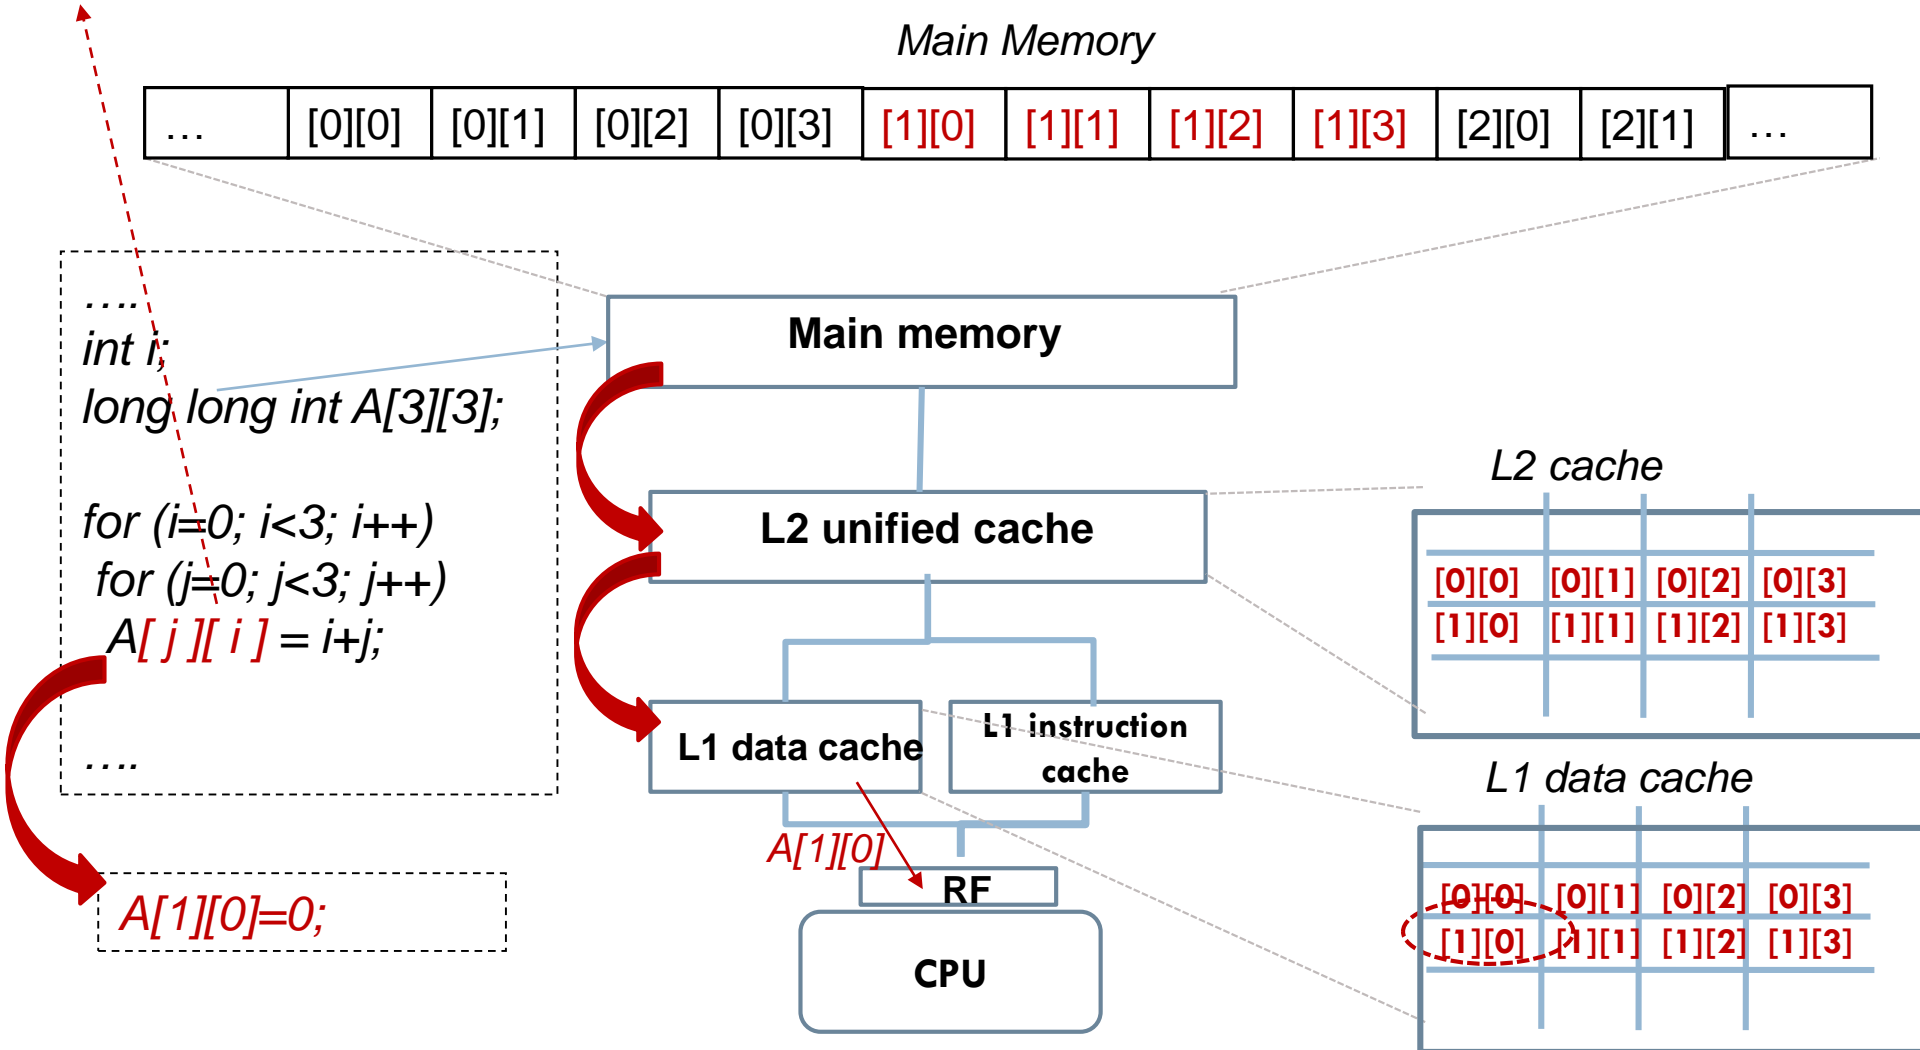 Main Memory
… [0][0] [0][1] [0][2] [0][3] [1][0] [1][1] [1][2] [1][3] [2][0] [2][1] …
….
int i;
long long int A[3][3];
for (i=0; i<3; i++)
for (j=0; j<3; j++)
A[ j ][ i ] = i+j;
….
A[1][0]=0;
Main memory
L2 unified cache
L1 data cache
L1 instruction
cache
A[1][0]
RF
CPU
L2 cache
[0][0] [0][1] [0][2] [0][3]
[1][0] [1][1] [1][2] [1][3]
L1 data cache
[0][0] [0][1] [0][2] [0][3]
[1][0] [1][1] [1][2] [1][3]